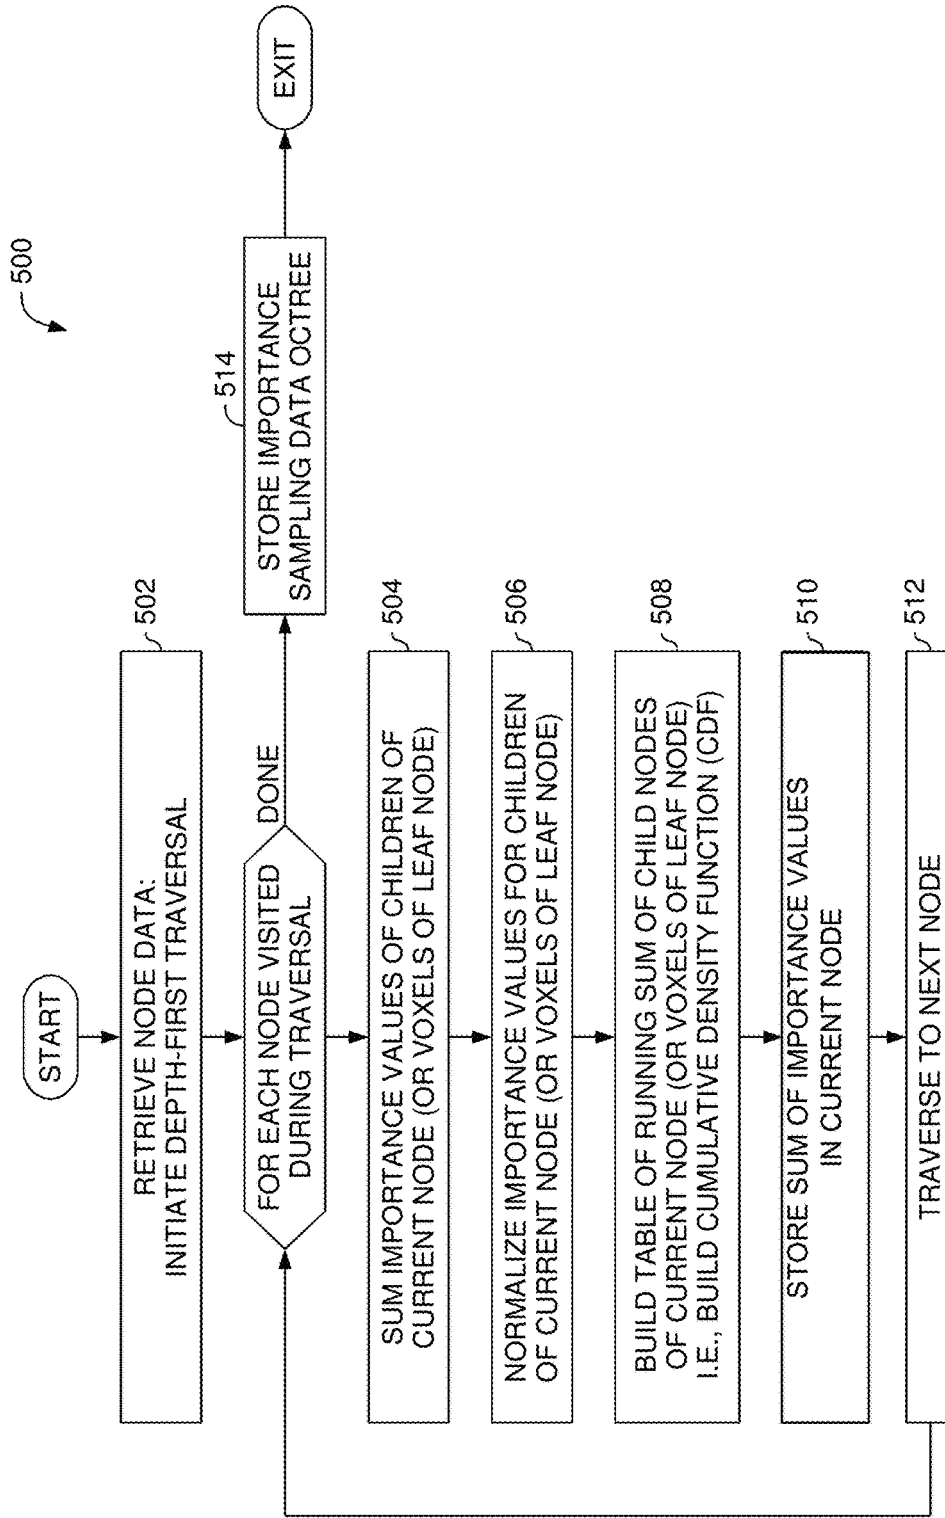 500
START
502
RETRIEVE NODE DATA:
INITIATE DEPTH-FIRST TRAVERSAL
FOR EACH NODE VISITED
DURING TRAVERSAL
DONE
514
STORE IMPORTANCE
SAMPLING DATA OCTREE
EXIT
504
SUM IMPORTANCE VALUES OF CHILDREN OF
CURRENT NODE (OR VOXELS OF LEAF NODE)
506
NORMALIZE IMPORTANCE VALUES FOR CHILDREN
OF CURRENT NODE (OR VOXELS OF LEAF NODE)
508
BUILD TABLE OF RUNNING SUM OF CHILD NODES
OF CURRENT NODE (OR VOXELS OF LEAF NODE)
I.E., BUILD CUMULATIVE DENSITY FUNCTION (CDF)
510
STORE SUM OF IMPORTANCE VALUES
IN CURRENT NODE
512
TRAVERSE TO NEXT NODE